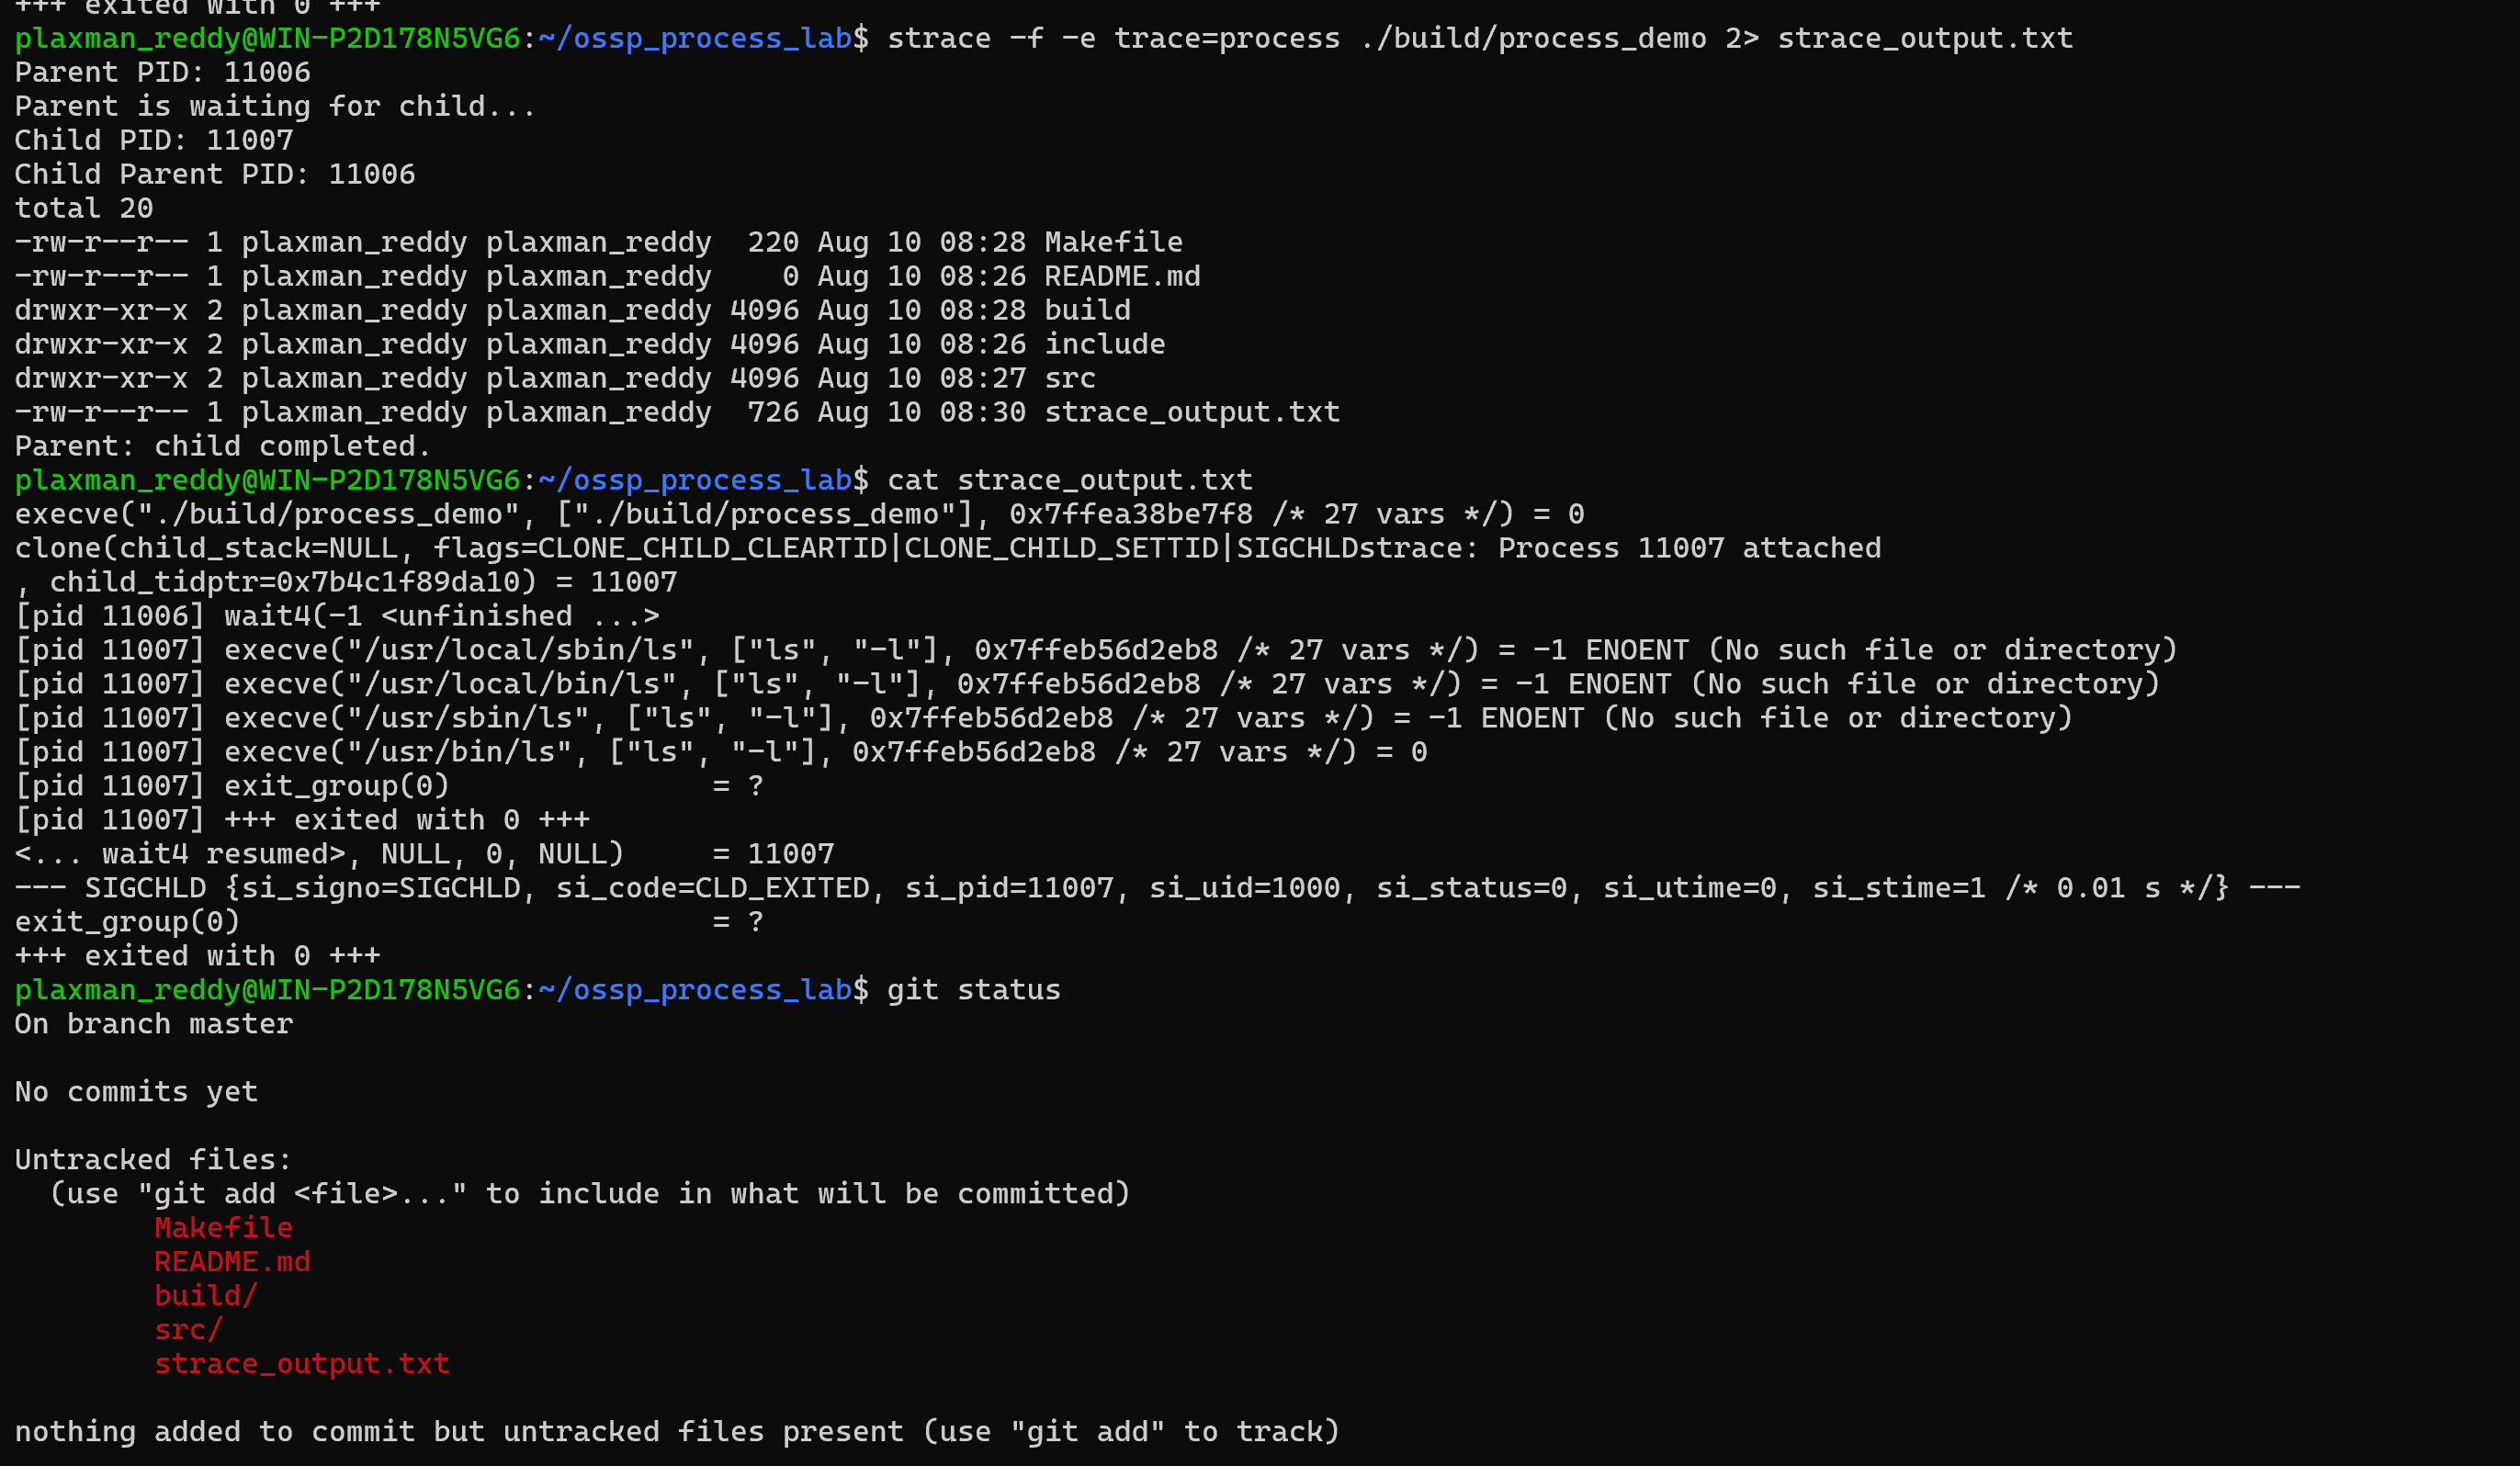 +++ exited with 0 +++
plaxman_reddy@WIN-P2D178N5VG6:~/ossp_process_lab$ strace -f -e trace=process ./build/process_demo 2> strace_output.txt
Parent PID: 11006
Parent is waiting for child...
Child PID: 11007
Child Parent PID: 11006
total 20
-rw-r--r-- 1 plaxman_reddy plaxman_reddy  220 Aug 10 08:28 Makefile
-rw-r--r-- 1 plaxman_reddy plaxman_reddy    0 Aug 10 08:26 README.md
drwxr-xr-x 2 plaxman_reddy plaxman_reddy 4096 Aug 10 08:28 build
drwxr-xr-x 2 plaxman_reddy plaxman_reddy 4096 Aug 10 08:26 include
drwxr-xr-x 2 plaxman_reddy plaxman_reddy 4096 Aug 10 08:27 src
-rw-r--r-- 1 plaxman_reddy plaxman_reddy  726 Aug 10 08:30 strace_output.txt
Parent: child completed.
plaxman_reddy@WIN-P2D178N5VG6:~/ossp_process_lab$ cat strace_output.txt
execve("./build/process_demo", ["./build/process_demo"], 0x7ffea38be7f8 /* 27 vars */) = 0
clone(child_stack=NULL, flags=CLONE_CHILD_CLEARTID|CLONE_CHILD_SETTID|SIGCHLDstrace: Process 11007 attached
, child_tidptr=0x7b4c1f89da10) = 11007
[pid 11006] wait4(-1 <unfinished ...>
[pid 11007] execve("/usr/local/sbin/ls", ["ls", "-l"], 0x7ffeb56d2eb8 /* 27 vars */) = -1 ENOENT (No such file or directory)
[pid 11007] execve("/usr/local/bin/ls", ["ls", "-l"], 0x7ffeb56d2eb8 /* 27 vars */) = -1 ENOENT (No such file or directory)
[pid 11007] execve("/usr/sbin/ls", ["ls", "-l"], 0x7ffeb56d2eb8 /* 27 vars */) = -1 ENOENT (No such file or directory)
[pid 11007] execve("/usr/bin/ls", ["ls", "-l"], 0x7ffeb56d2eb8 /* 27 vars */) = 0
[pid 11007] exit_group(0)               = ?
[pid 11007] +++ exited with 0 +++
<... wait4 resumed>, NULL, 0, NULL)     = 11007
--- SIGCHLD {si_signo=SIGCHLD, si_code=CLD_EXITED, si_pid=11007, si_uid=1000, si_status=0, si_utime=0, si_stime=1 /* 0.01 s */} ---
exit_group(0)                           = ?
+++ exited with 0 +++
plaxman_reddy@WIN-P2D178N5VG6:~/ossp_process_lab$ git status
On branch master

No commits yet

Untracked files:
  (use "git add <file>..." to include in what will be committed)
        Makefile
        README.md
        build/
        src/
        strace_output.txt

nothing added to commit but untracked files present (use "git add" to track)